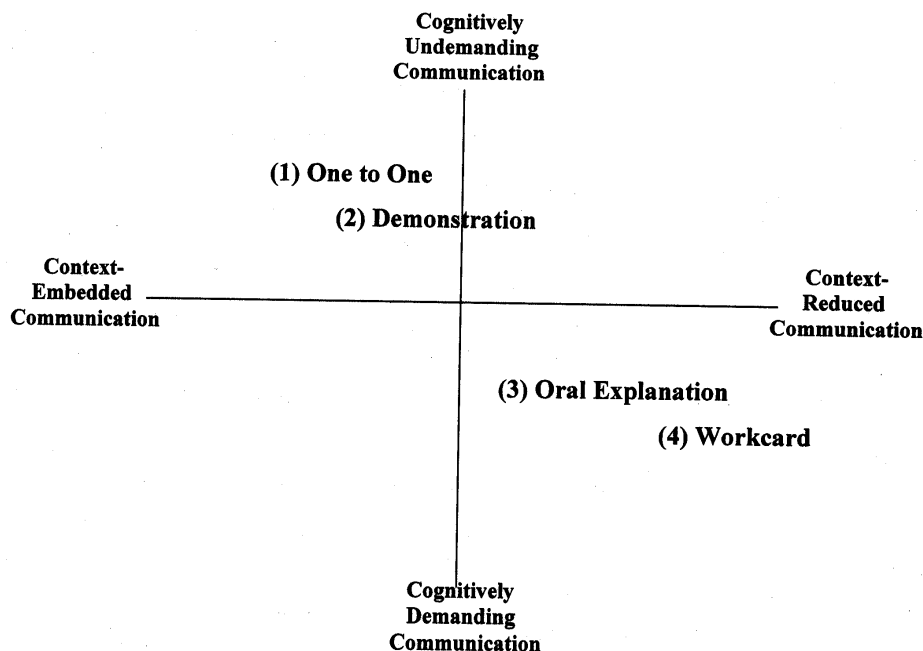 Cognitively
Undemanding
Communication
(1) One to One
(2) Demonstration
Context-
Embedded
Communication
Context-
Reduced
Communication
(3) Oral Explanation
(4) Workcard
Cognitively
Demanding
Communication